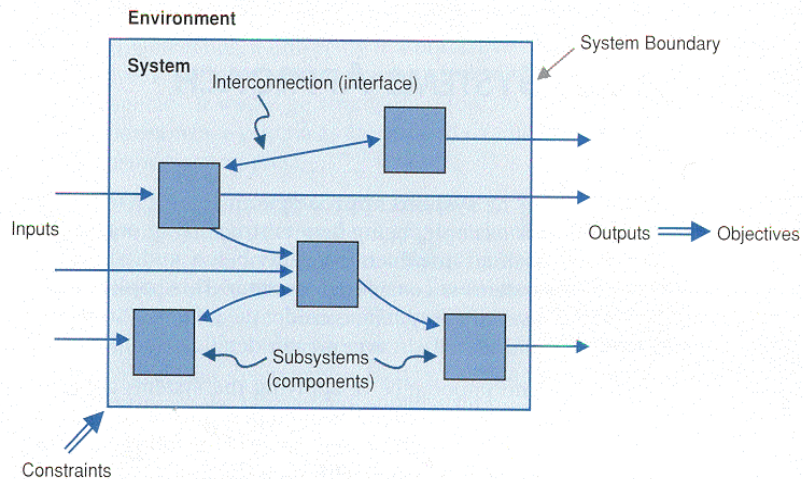 Environment
System Boundary
System
Interconnection (interface)
Inputs
Outputs
Objectives
Subsystems
(components)
Constraints